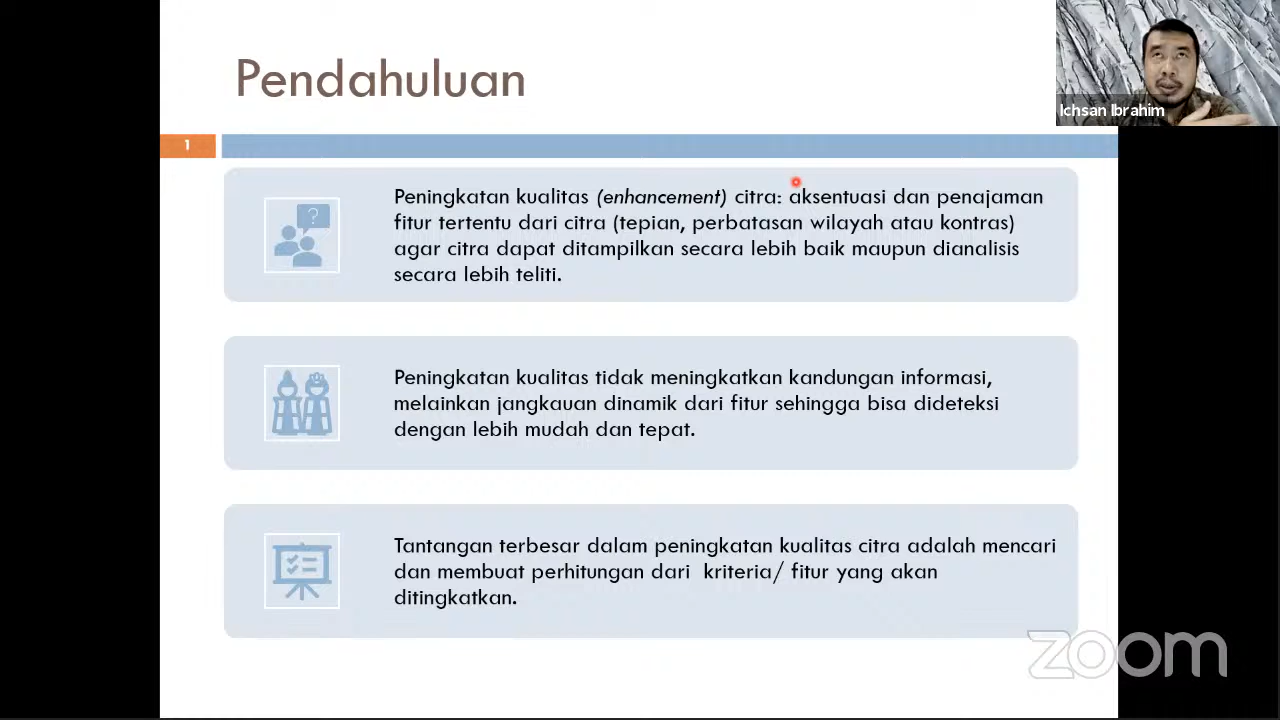 Pendahuluan
Ichsan Ibrahim
1
Peningkatan kualitas (enhancement) citra: aksentuasi dan penajaman
fitur tertentu dari citra (tepian, perbatasan wilayah atau kontras)
agar citra dapat ditampilkan secara lebih baik maupun dianalisis
secara lebih teliti.
?
Peningkatan kualitas tidak meningkatkan kandungan informasi,
melainkan jangkauan dinamik dari fitur sehingga bisa dideteksi
dengan lebih mudah dan tepat.
Tantangan terbesar dalam peningkatan kualitas citra adalah mencari
dan membuat perhitungan dari  kriteria/ fitur yang akan
ditingkatkan.
zoom